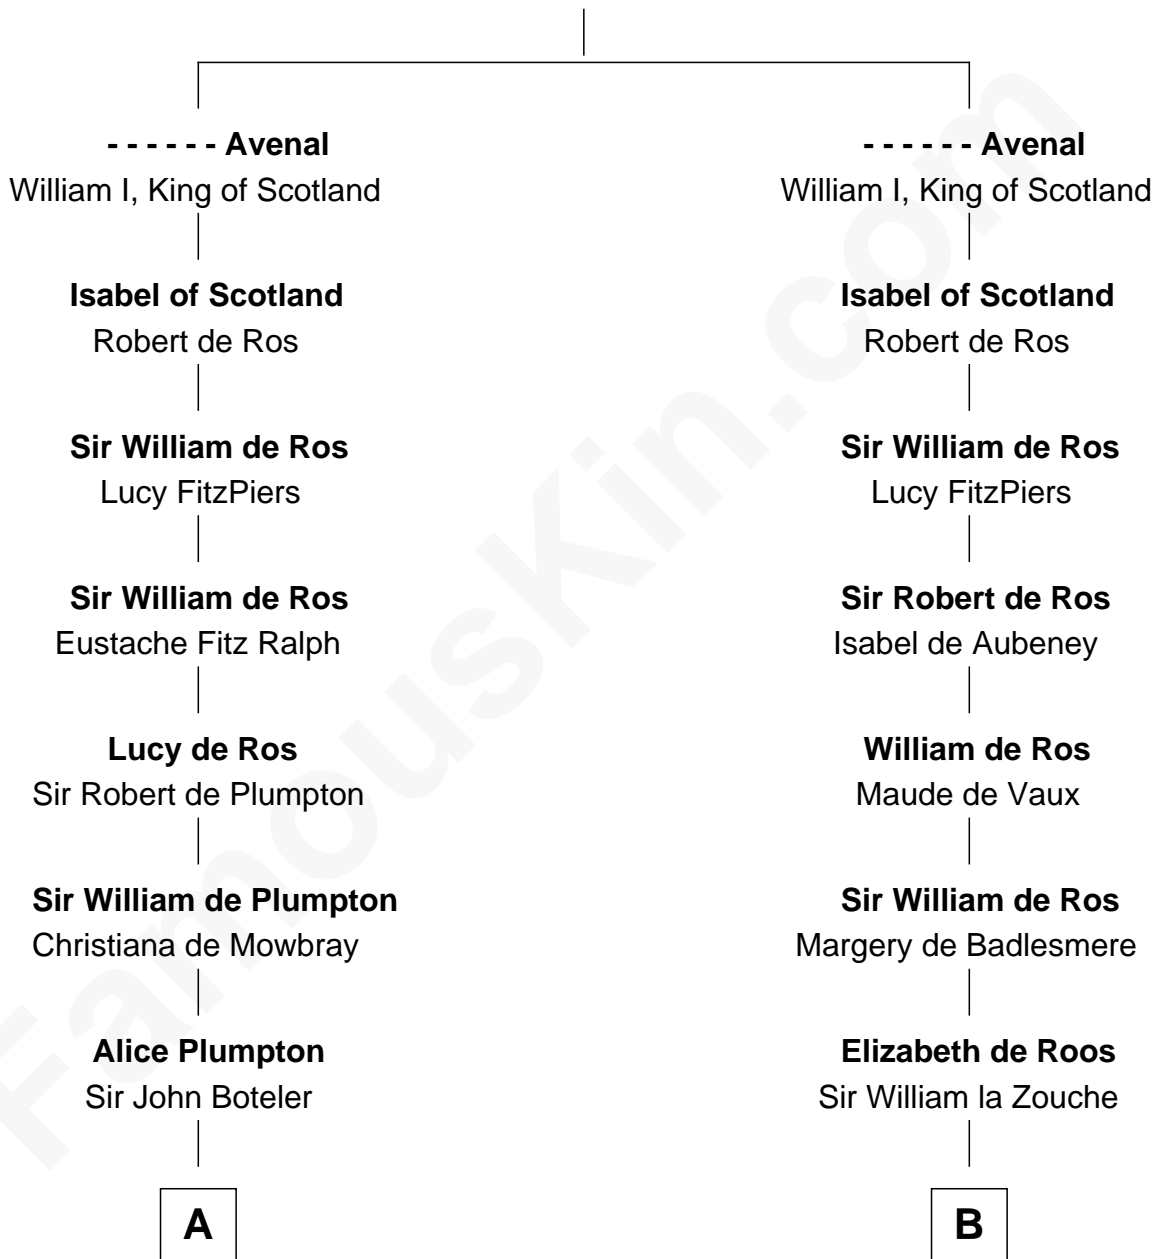 - - - - - - Avenal
William I, King of Scotland
Isabel of Scotland
Robert de Ros
Sir William de Ros
Lucy FitzPiers
Sir William de Ros
Eustache Fitz Ralph
Lucy de Ros
Sir Robert de Plumpton
Sir William de Plumpton
Christiana de Mowbray
Alice Plumpton
Sir John Boteler
A
- - - - - - Avenal
William I, King of Scotland
Isabel of Scotland
Robert de Ros
Sir William de Ros
Lucy FitzPiers
Sir Robert de Ros
Isabel de Aubeney
William de Ros
Maude de Vaux
Sir William de Ros
Margery de Badlesmere
Elizabeth de Roos
Sir William la Zouche
B
FamousKin.com